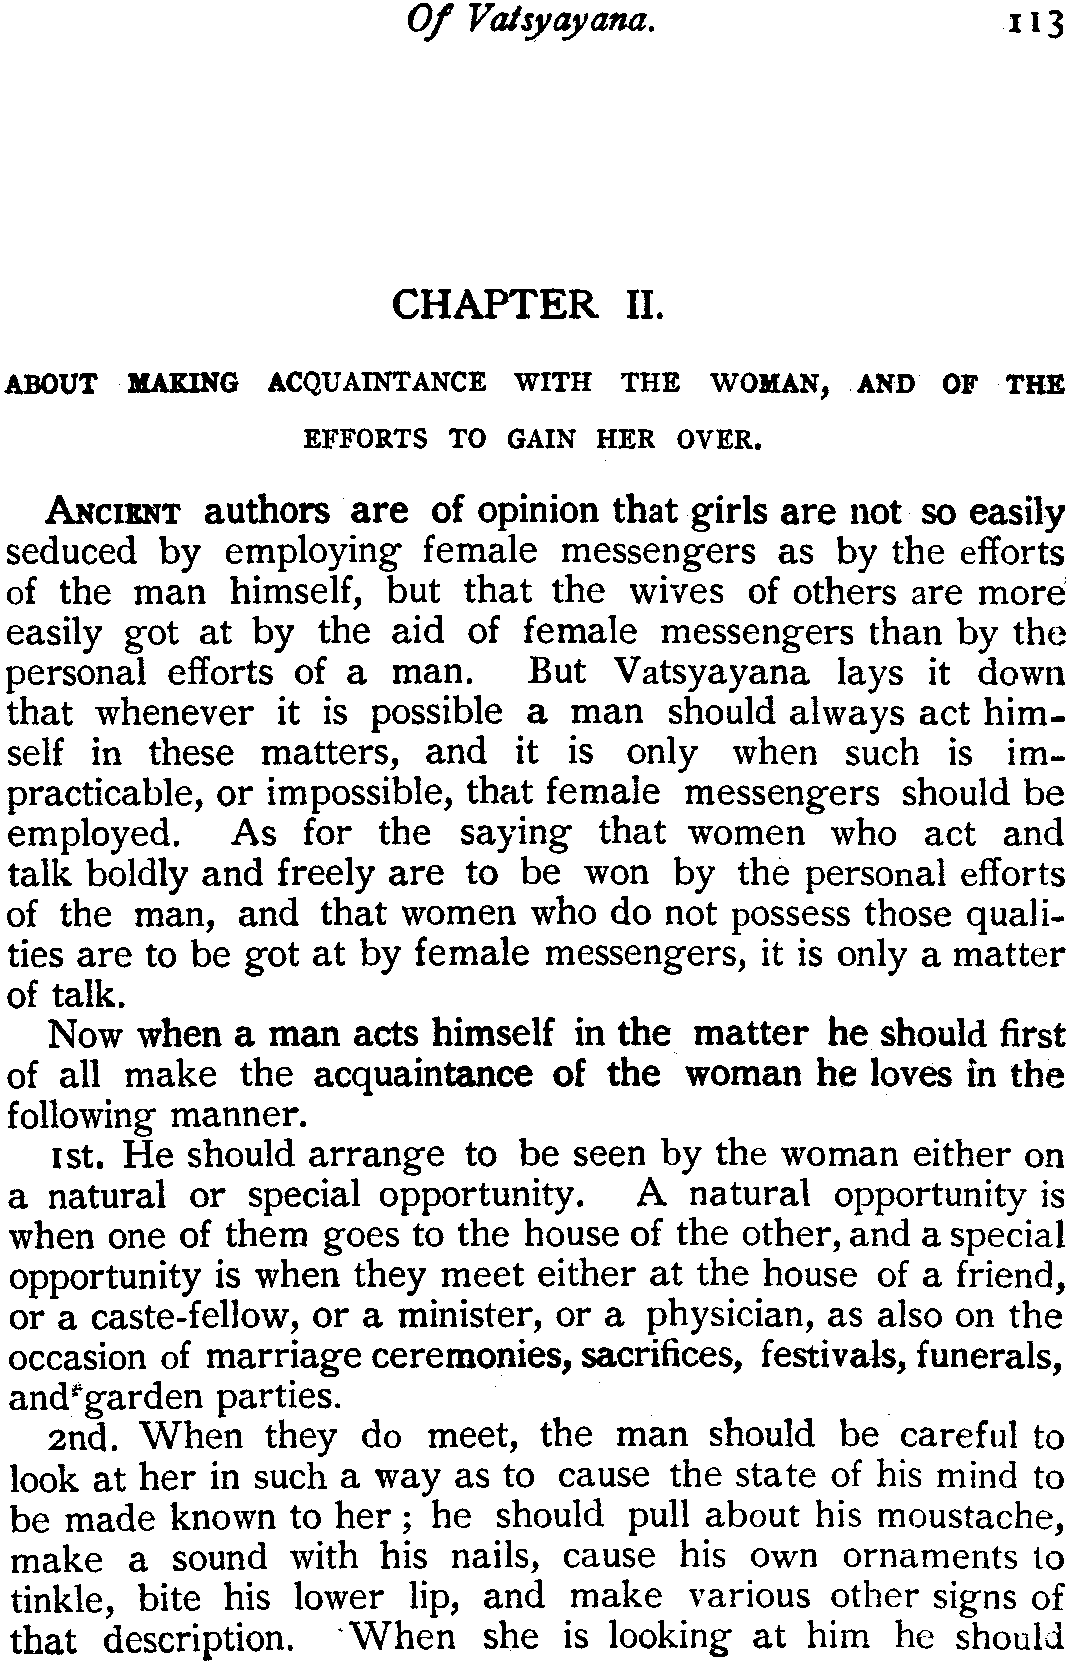 Of Vatsyayana. 113
CHAPTER II.
ABOUT MAKING ACQUAINTANCE WITH THE WOMAN, AND OF THE
EFFORTS TO GAIN HER OVER.
ANCIENT authors are of opinion that girls are not so easily
seduced by employing female messengers as by the efforts
of the man himself, but that the wives of others are more
easily got at by the aid of female messengers than by the
personal efforts of a man. But Vatsyayana lays it down
that whenever it is possible a man should always act him-
self in these matters, and it is only when such is im-
practicable, or impossible, that female messengers should be
employed. As for the saying that women who act and
talk boldly and freely are to be won by the personal efforts
of the man, and that women who do not possess those quali-
ties are to be got at by female messengers, it is only a matter
of talk.
Now when a man acts himself in the matter he should first
of all make the acquaintance of the woman he loves in the
following manner.
1st. He should arrange to be seen by the woman either on
a natural or special opportunity. A natural opportunity is
when one of them goes to the house of the other, and a special
opportunity is when they meet either at the house of a friend,
or a caste-fellow, or a minister, or a physician, as also on the
occasion of marriage ceremonies, sacrifices, festivals, funerals,
and garden parties.
2nd. When they do meet, the man should be careful to
look at her in such a way as to cause the state of his mind to
be made known to her ; he should pull about his moustache,
make a sound with his nails, cause his own ornaments to
tinkle, bite his lower lip, and make various other signs of
that description. When she is looking at him he should